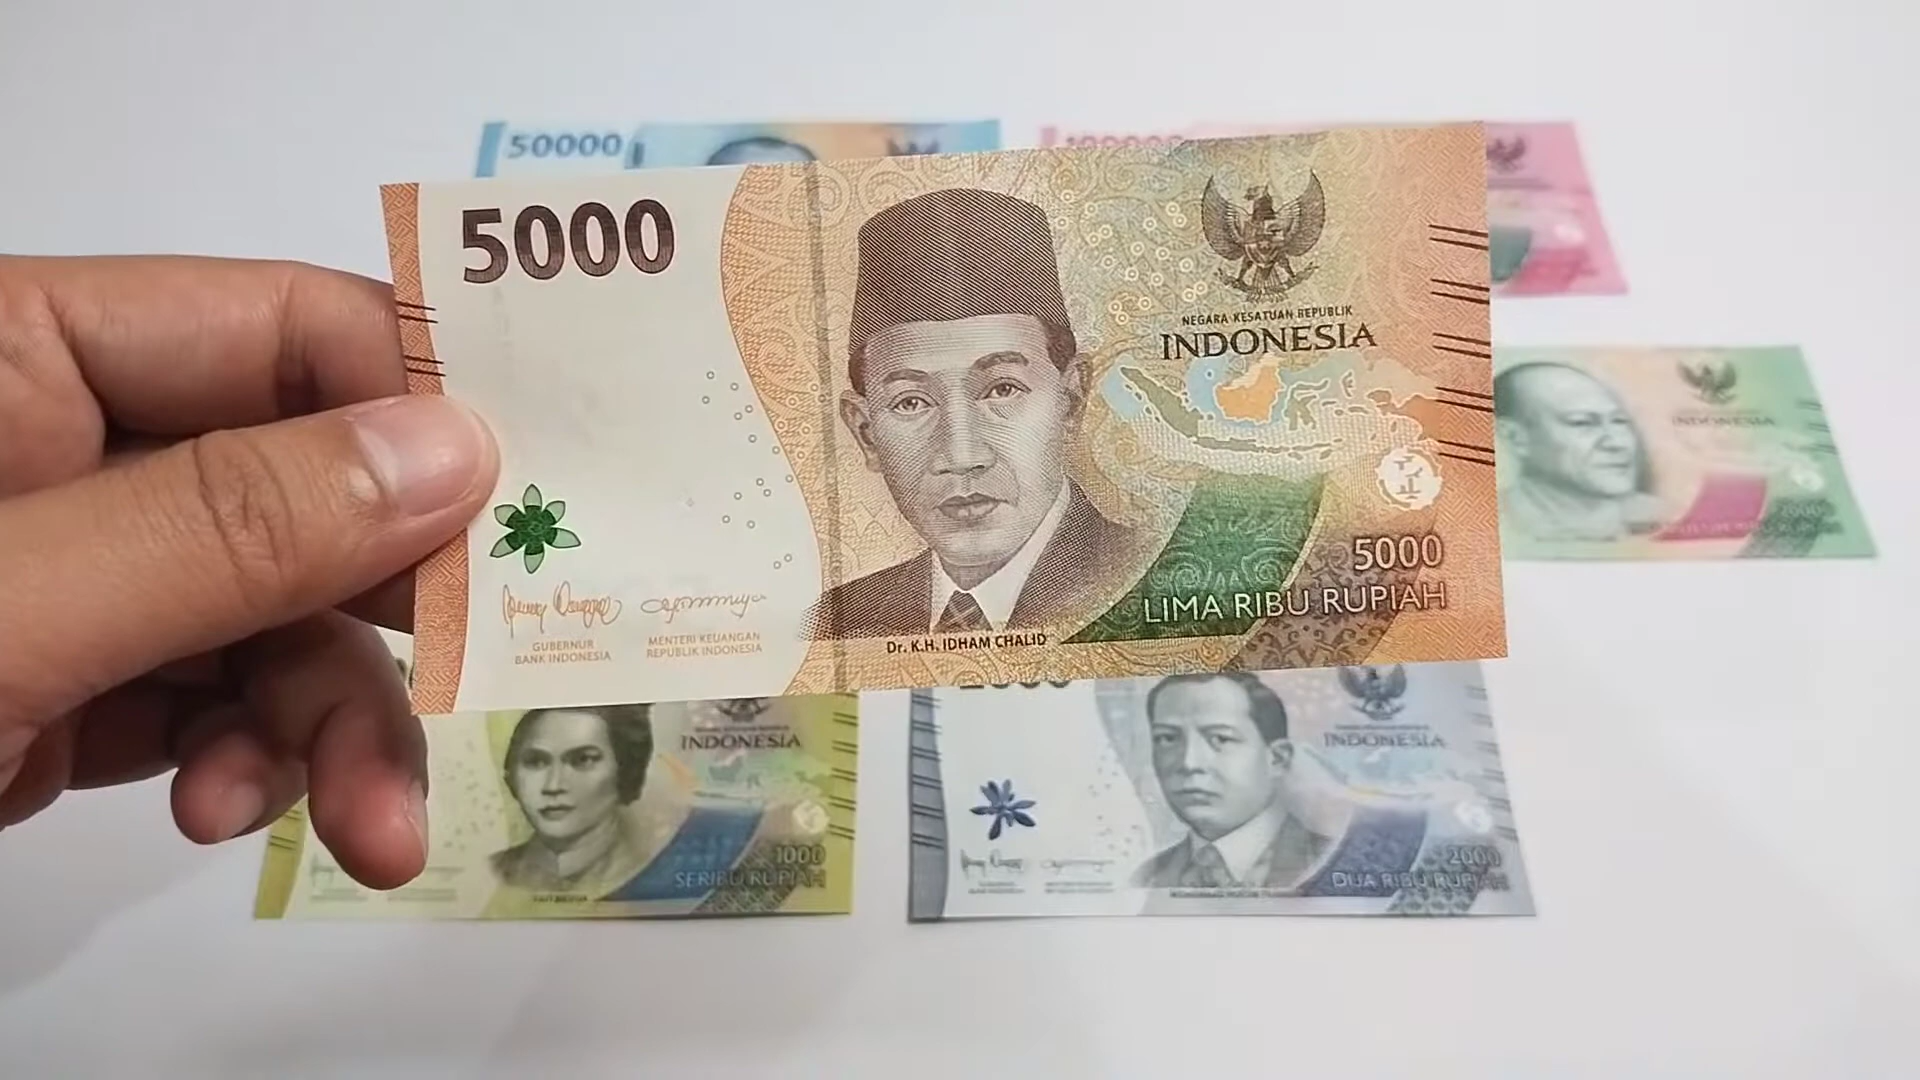 50000
100000
5000
NEGARA KESATUAN REPUBLIK
INDONESIA
5000
LIMA RIBU RUPIAH
GUBERNUR
BANK INDONESIA
MENTERI KEUANGAN
REPUBLIK INDONESIA
Dr. K.H. IDHAM CHALID
INDONESIA
INDONESIA
1000
SERIBU RUPIAH
INDONESIA
2000
DUA RIBU RUPIAH